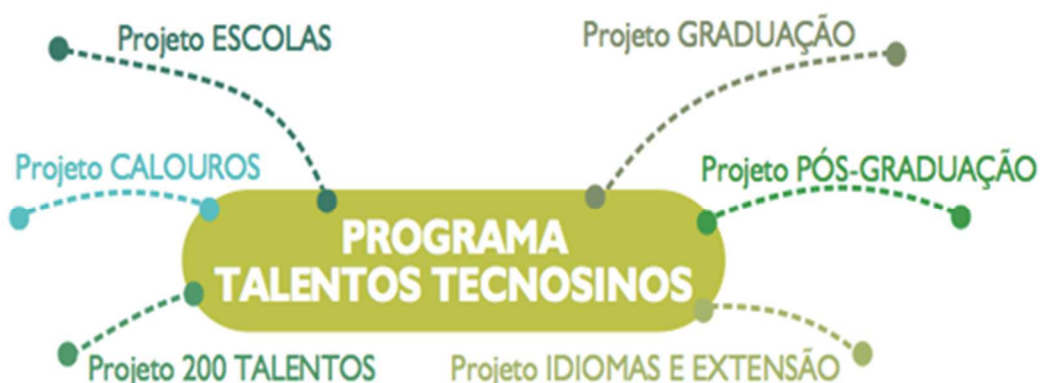 Projeto ESCOLAS
Projeto GRADUAÇÃO
Projeto CALOUROS
Projeto PÓS-GRADUAÇÃO
PROGRAMA
TALENTOS TECNOSINOS
Projeto 200 TALENTOS
Projeto IDIOMAS E EXTENSÃO